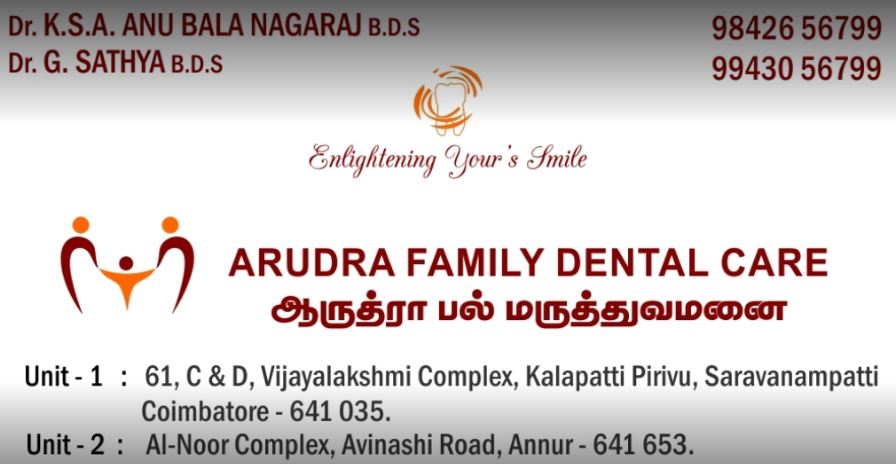 Dr. K.S.A. ANU BALA NAGARAJ B.D.S
98426 56799
Dr. G. SATHYA B.D.S
99430 56799
Enlightening Your's Smile
ARUDRA FAMILY DENTAL CARE
ஆருத்ரா பல் மருத்துவமனை
Unit - 1 : 61, C & D, Vijayalakshmi Complex, Kalapatti Pirivu, Saravanampatti
Coimbatore - 641 035.
Unit - 2 : Al-Noor Complex, Avinashi Road, Annur - 641 653.